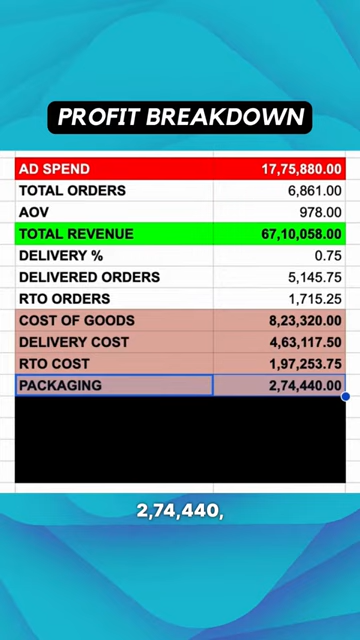 PROFIT BREAKDOWN
AD SPEND 17,75,880.00
TOTAL ORDERS 6,861.00
AOV 978.00
TOTAL REVENUE 67,10,058.00
DELIVERY % 0.75
DELIVERED ORDERS 5,145.75
RTO ORDERS 1,715.25
COST OF GOODS 8,23,320.00
DELIVERY COST 4,63,117.50
RTO COST 1,97,253.75
PACKAGING 2,74,440.00
2,74,440,